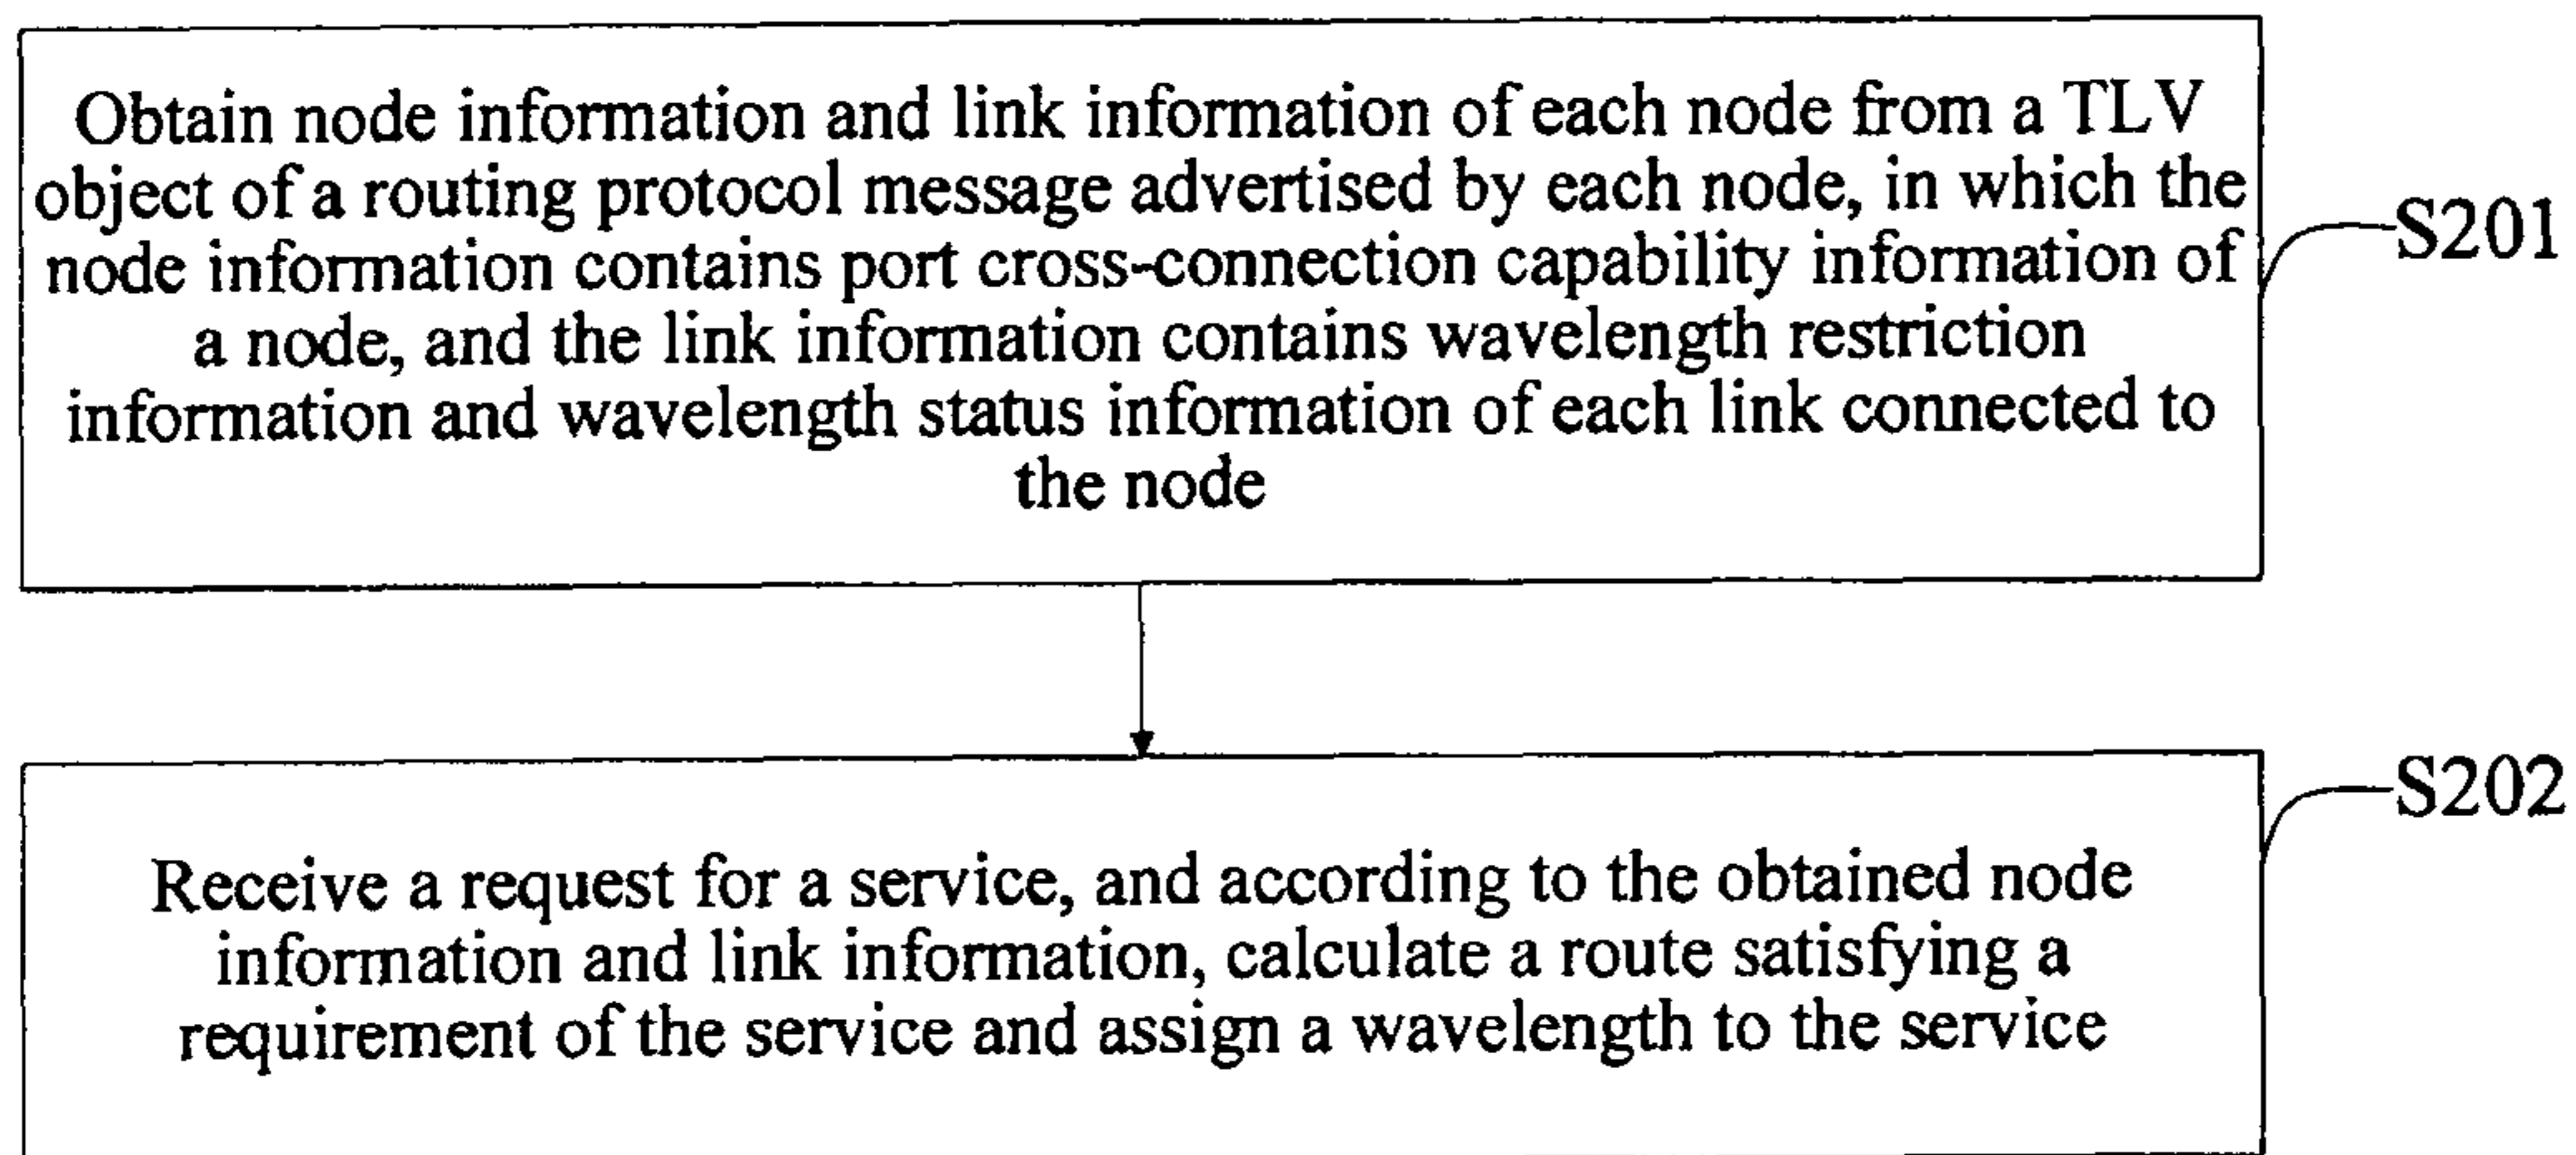 Obtain node information and link information of each node from a TLV
object of a routing protocol message advertised by each node, in which the
node information contains port cross-connection capability information of
a node, and the link information contains wavelength restriction
information and wavelength status information of each link connected to
the node
S201
Receive a request for a service, and according to the obtained node
information and link information, calculate a route satisfying a
requirement of the service and assign a wavelength to the service
S202